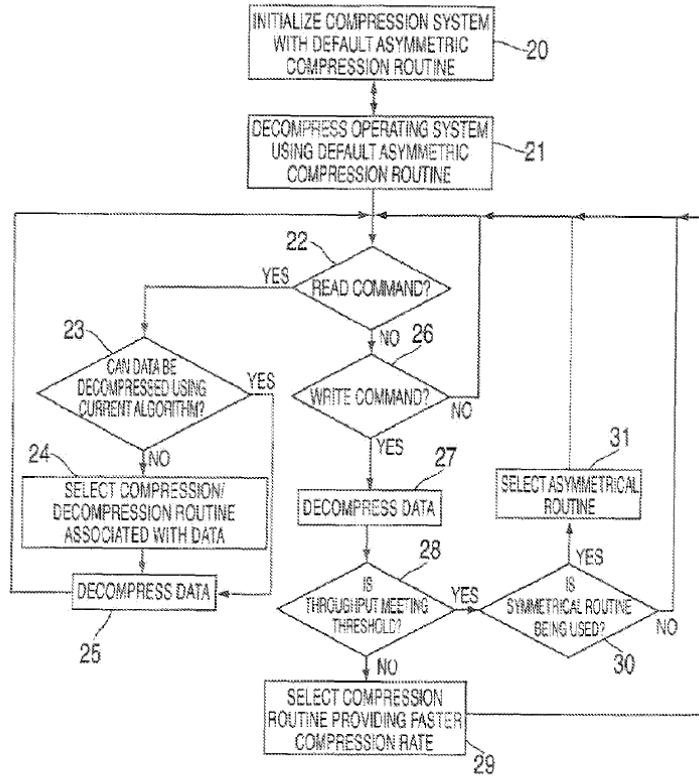 INITIALIZE COMPRESSION SYSTEM
WITH DEFAULT ASYMMETRIC
COMPRESSION ROUTINE
20
DECOMPRESS OPERATING SYSTEM
USING DEFAULT ASYMMETRIC
COMPRESSION ROUTINE
21
22
YES
READ COMMAND?
NO
23
CAN DATA BE
DECOMPRESSED USING
CURRENT ALGORITHM?
YES
NO
26
WRITE COMMAND?
NO
YES
24
SELECT COMPRESSION/
DECOMPRESSION ROUTINE
ASSOCIATED WITH DATA
27
DECOMPRESS DATA
31
SELECT ASYMMETRICAL
ROUTINE
DECOMPRESS DATA
25
28
IS
THROUGHPUT MEETING
THRESHOLD?
YES
NO
YES
IS
SYMMETRICAL ROUTINE
BEING USED?
NO
30
SELECT COMPRESSION
ROUTINE PROVIDING FASTER
COMPRESSION RATE
29